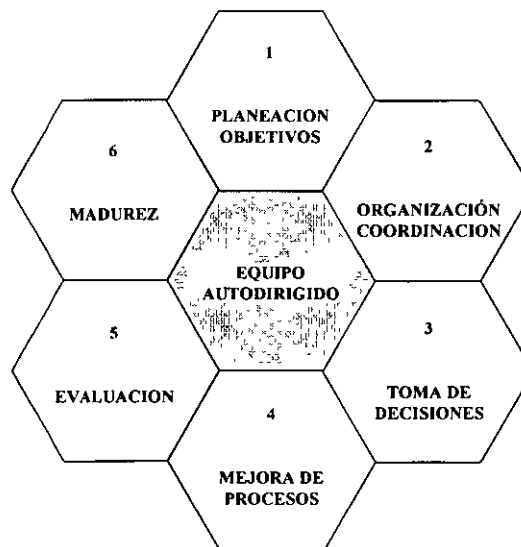 1
PLANEACION
OBJETIVOS
2
ORGANIZACIÓN
COORDINACION
3
TOMA DE
DECISIONES
4
MEJORA DE
PROCESOS
5
EVALUACION
6
MADUREZ
EQUIPO
AUTODIRIGIDO